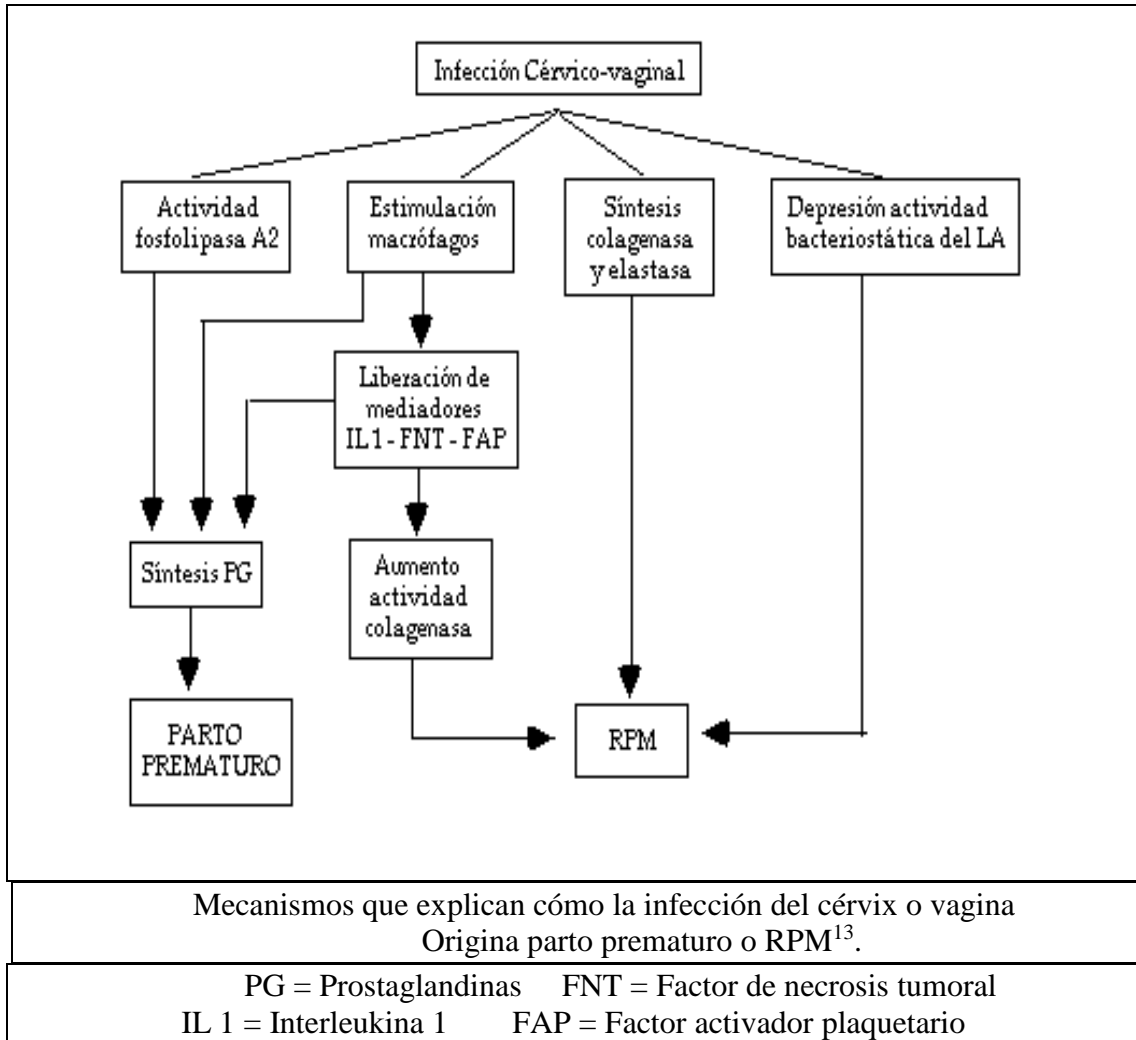 Infección Cérvico-vaginal
Actividad
fosfolipasa A2
Estimulación
macrófagos
Síntesis
colagenasa
y elastasa
Depresión actividad
bacteriostática del LA
Liberación de
mediadores
IL1 - FNT - FAP
Síntesis PG
Aumento
actividad
colagenasa
PARTO
PREMATURO
RPM
Mecanismos que explican cómo la infección del cérvix o vagina
Origina parto prematuro o RPM¹³.
PG = Prostaglandinas FNT = Factor de necrosis tumoral
IL 1 = Interleukina 1 FAP = Factor activador plaquetario